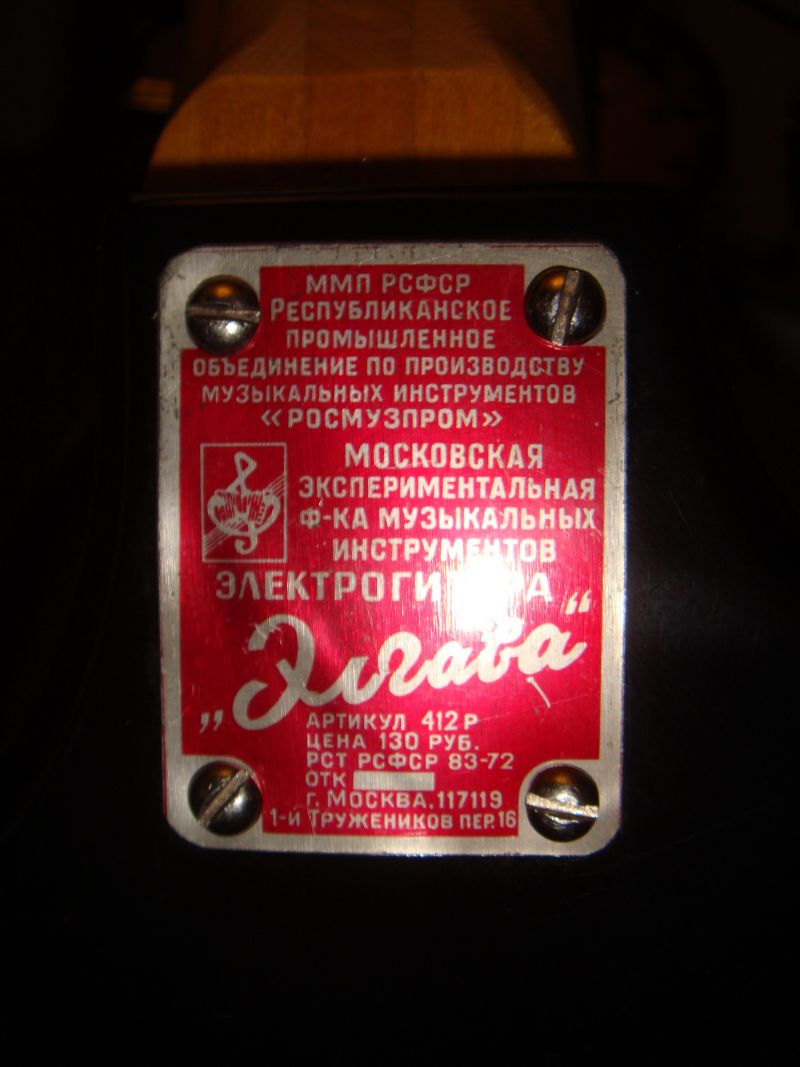 ММП РСФСР
РЕСПУБЛИКАНСКОЕ
ПРОМЫШЛЕННОЕ
ОБЪЕДИНЕНИЕ ПО ПРОИЗВОДСТВУ
МУЗЫКАЛЬНЫХ ИНСТРУМЕНТОВ
«РОСМУЗПРОМ»
МОСКОВСКАЯ
ЭКСПЕРИМЕНТАЛЬНАЯ
Ф-КА МУЗЫКАЛЬНЫХ
ИНСТРУМЕНТОВ
ЭЛЕКТРОГИТАРА
„Элгава“
АРТИКУЛ 412 Р
ЦЕНА 130 РУБ.
РСТ РСФСР 83-72
ОТК
г. МОСКВА. 117119
1-Й ТРУЖЕНИКОВ ПЕР. 16